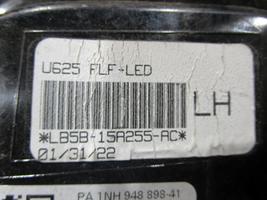 U625 FLF-LED
LH
*LB5B-15A255-AC*
01/31/22
PA 1NH 948 898-41